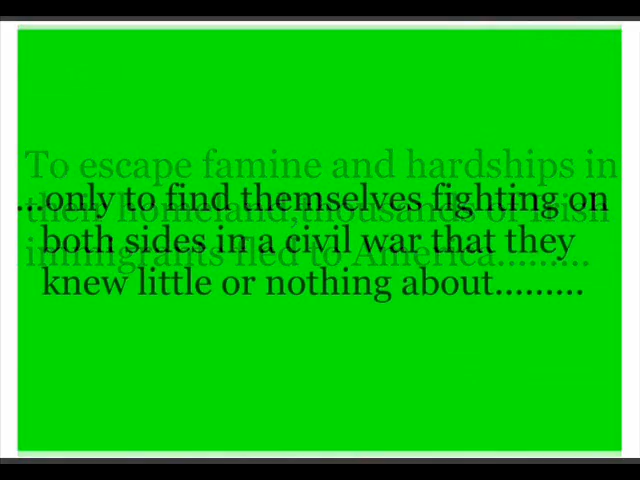 To escape famine and hardships in
...only to find themselves fighting on
their homeland,thousands of Irish
both sides in a civil war that they
immigrants fled to America.........
knew little or nothing about.........